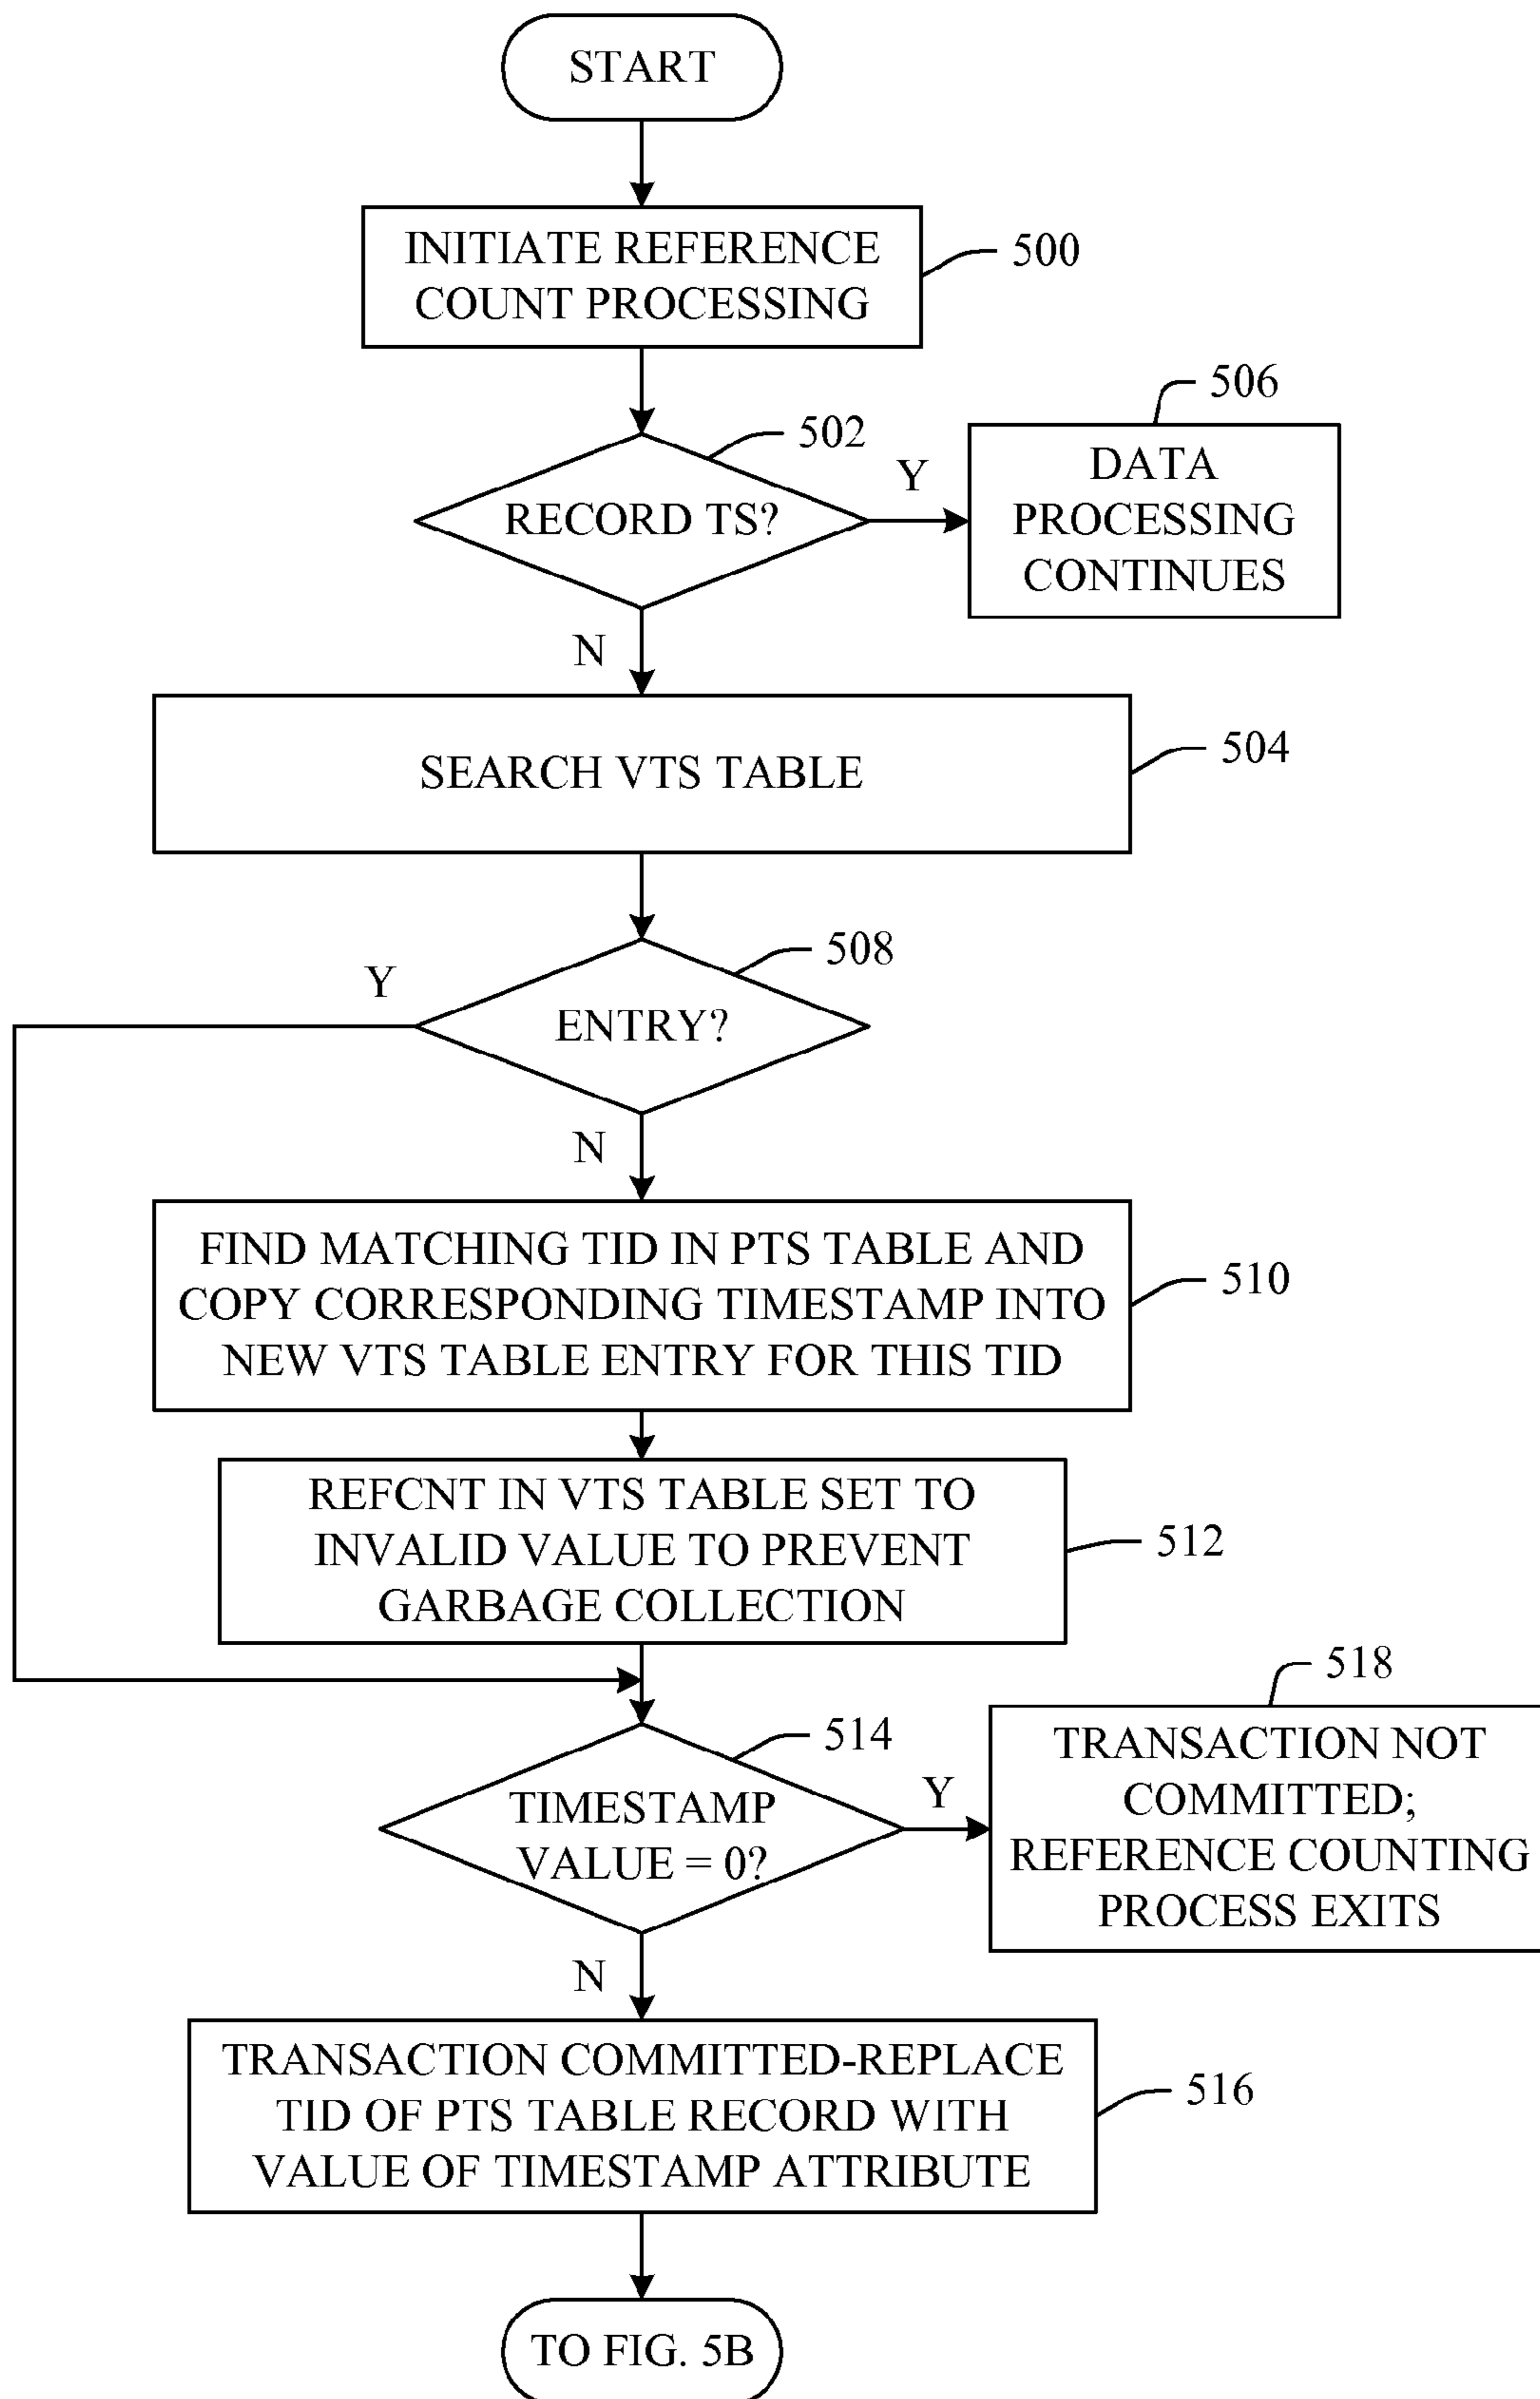 START
INITIATE REFERENCE
COUNT PROCESSING
500
502
RECORD TS?
Y
506
DATA
PROCESSING
CONTINUES
N
SEARCH VTS TABLE
504
508
Y
ENTRY?
N
FIND MATCHING TID IN PTS TABLE AND
COPY CORRESPONDING TIMESTAMP INTO
NEW VTS TABLE ENTRY FOR THIS TID
510
REFCNT IN VTS TABLE SET TO
INVALID VALUE TO PREVENT
GARBAGE COLLECTION
512
514
TIMESTAMP
VALUE = 0?
Y
518
TRANSACTION NOT
COMMITTED;
REFERENCE COUNTING
PROCESS EXITS
N
TRANSACTION COMMITTED-REPLACE
TID OF PTS TABLE RECORD WITH
VALUE OF TIMESTAMP ATTRIBUTE
516
TO FIG. 5B